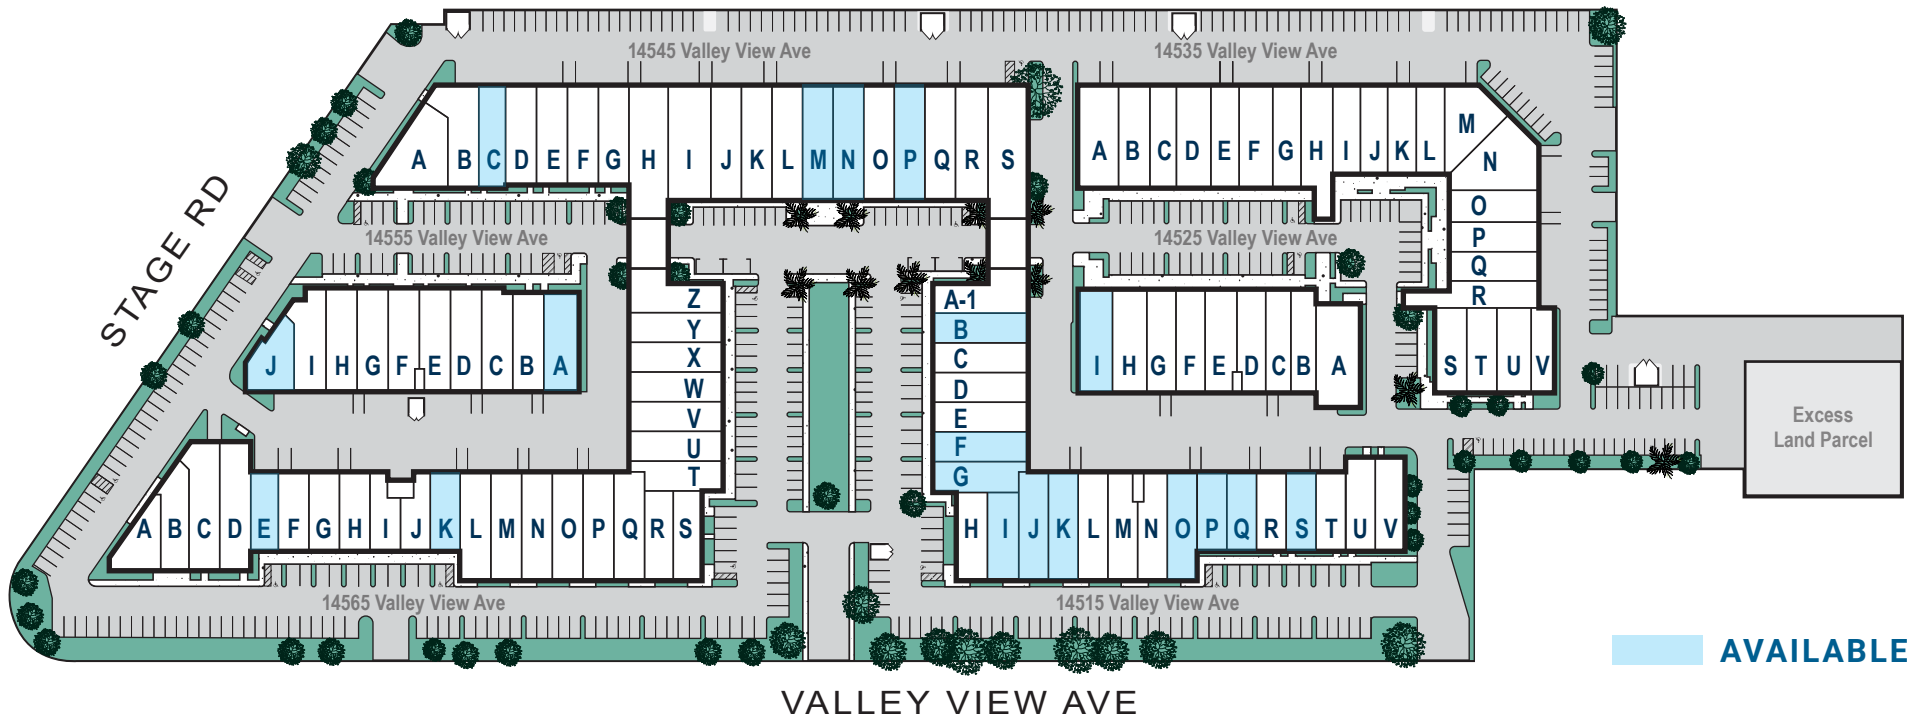 14545 Valley View Ave
14535 Valley View Ave
A B C D E F G H I J K L M N O P Q R S
A B C D E F G H I J K L M
N
O
P
Q
R
S T U V
STAGE RD
14555 Valley View Ave
14525 Valley View Ave
J I H G F E D C B A
Z
Y
X
W
V
U
T
A-1
B
C
D
E
F
G
I H G F E D C B A
Excess
Land Parcel
A B C D E F G H I J K L M N O P Q R S
H I J K L M N O P Q R S T U V
14565 Valley View Ave
14515 Valley View Ave
AVAILABLE
VALLEY VIEW AVE